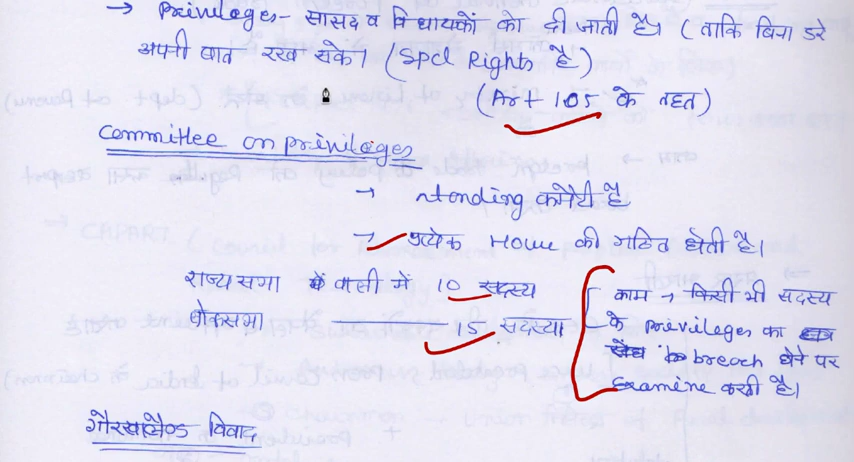 → Privileges - सांसद व विधायकों को दी जाती है। (ताकि बिना डरे
अपनी बात रख सके। (Spcl Rights है)
(Art 105 के तहत)
Committee on privileges
→ Standing कमेटी है
→ प्रत्येक House की गठित होती है।
राज्यसभा वाली में 10 सदस्य
लोकसभा 15 सदस्य
काम → किसी भी सदस्य
के privileges का
breach होने पर
Examine करती है।
गोरखालैण्ड विवाद